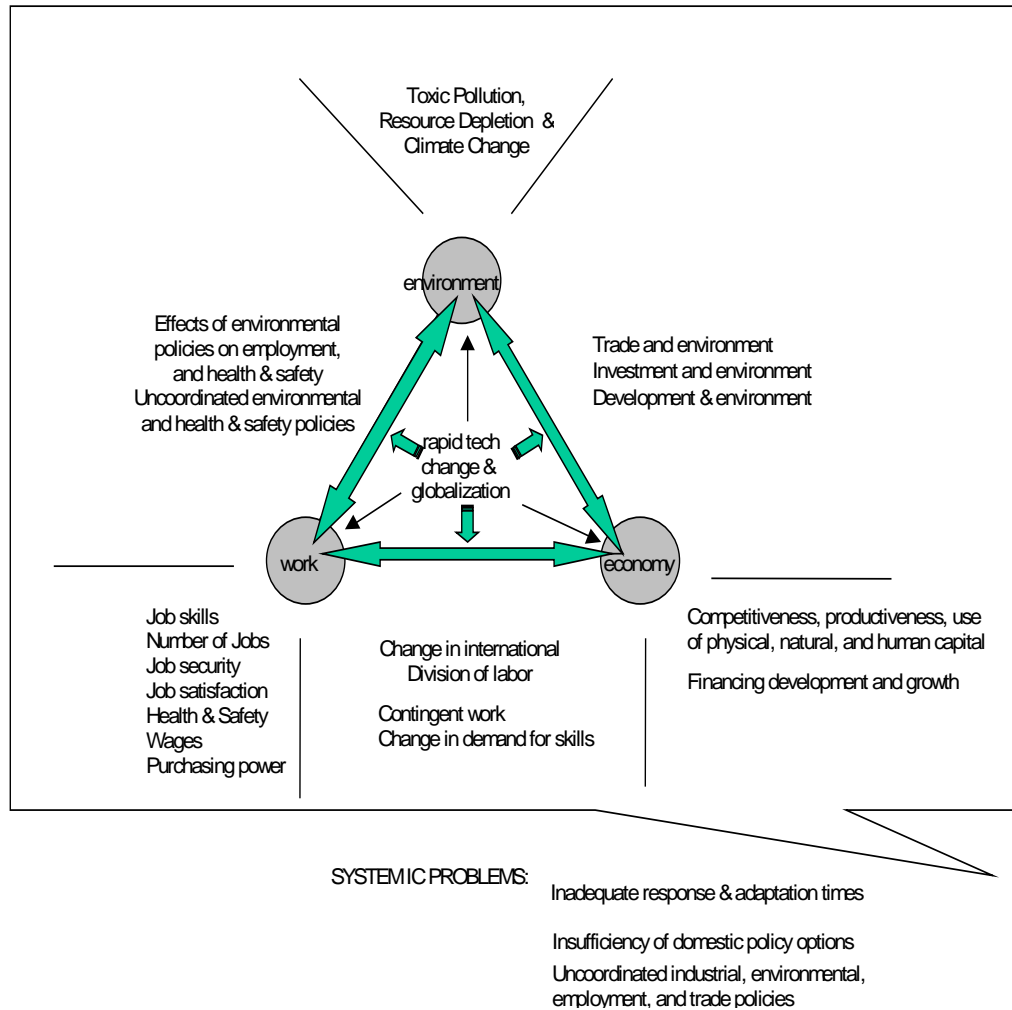 Toxic Pollution,
Resource Depletion &
Climate Change
environment
Effects of environmental
policies on employment,
and health & safety
Uncoordinated environmental
and health & safety policies
Trade and environment
Investment and environment
Development & environment
rapid tech
change &
globalization
work
economy
Job skills
Number of Jobs
Job security
Job satisfaction
Health & Safety
Wages
Purchasing power
Change in international
Division of labor
Contingent work
Change in demand for skills
Competitiveness, productiveness, use
of physical, natural, and human capital
Financing development and growth
SYSTEMIC PROBLEMS:
Inadequate response & adaptation times
Insufficiency of domestic policy options
Uncoordinated industrial, environmental,
employment, and trade policies